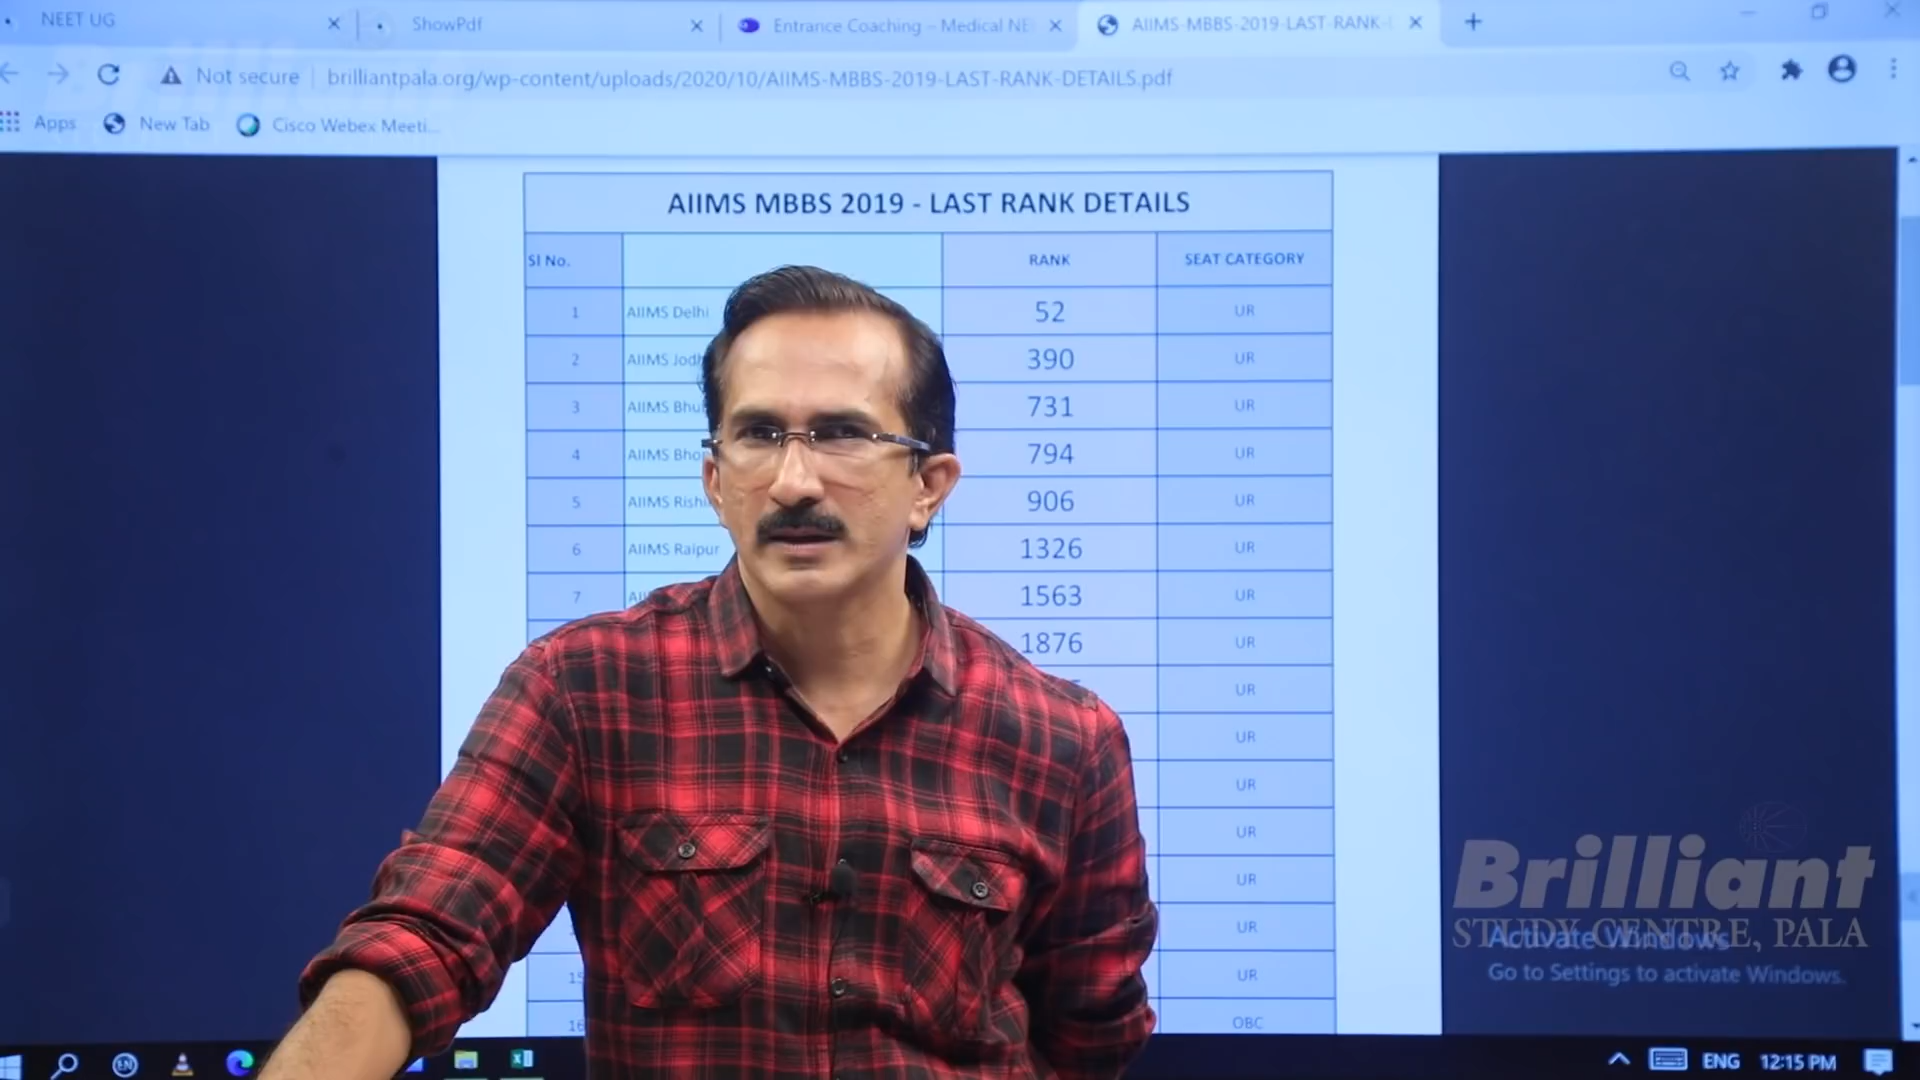 NEET UG
ShowPdf
Entrance Coaching – Medical NE
AIIMS-MBBS-2019-LAST-RANK-
Not secure
brilliantpala.org/wp-content/uploads/2020/10/AIIMS-MBBS-2019-LAST-RANK-DETAILS.pdf
Apps
New Tab
Cisco Webex Meeti...
AIIMS MBBS 2019 - LAST RANK DETAILS
Sl No. RANK SEAT CATEGORY
1 AIIMS Delhi 52 UR
2 AIIMS 390 UR
3 AIIMS 731 UR
4 AIIMS 794 UR
5 AIIMS 906 UR
6 AIIMS Raipur 1326 UR
7 1563 UR
1876 UR
UR
UR
UR
UR
UR
UR
15 UR
16 OBC
Brilliant
STUDY CENTRE, PALA
Activate Windows
Go to Settings to activate Windows.
EN
ENG
12:15 PM